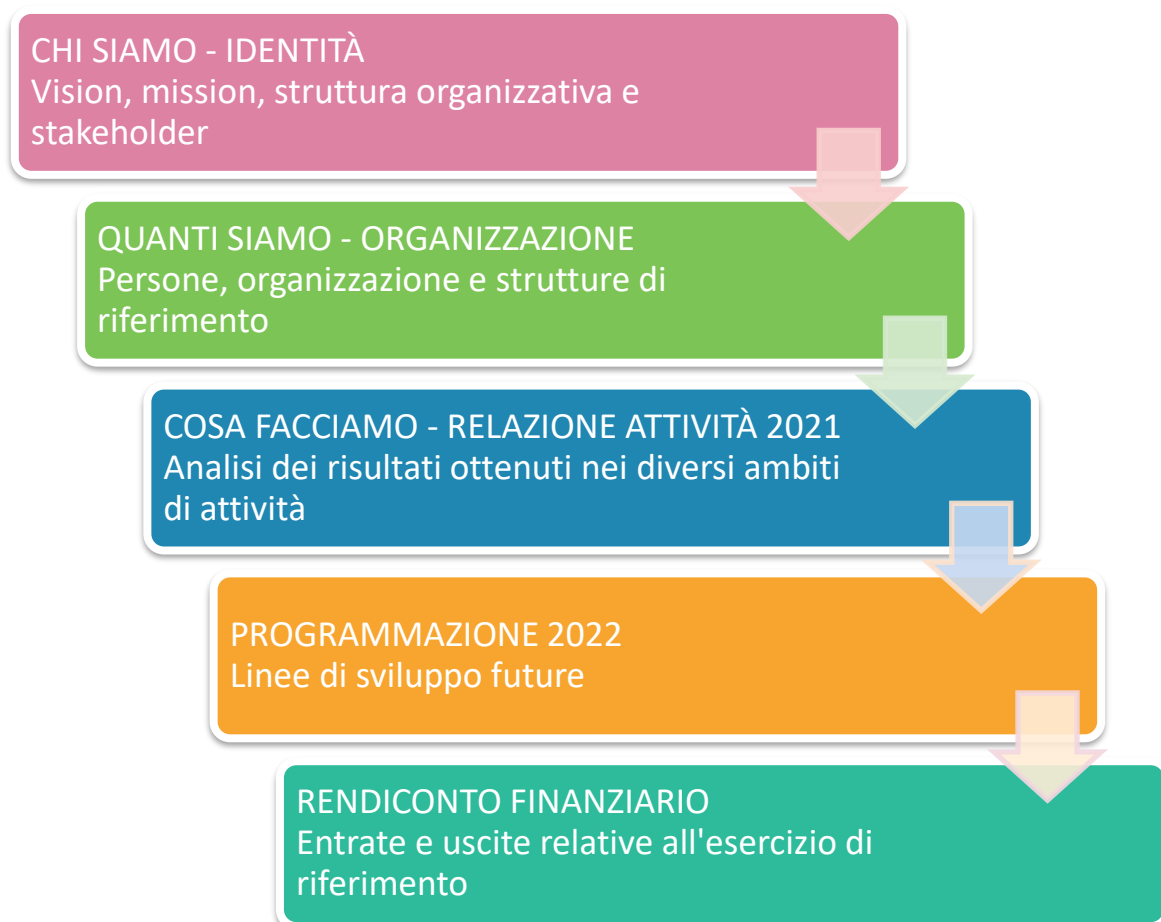 CHI SIAMO - IDENTITÀ
Vision, mission, struttura organizzativa e
stakeholder
QUANTI SIAMO - ORGANIZZAZIONE
Persone, organizzazione e strutture di
riferimento
COSA FACCIAMO - RELAZIONE ATTIVITÀ 2021
Analisi dei risultati ottenuti nei diversi ambiti
di attività
PROGRAMMAZIONE 2022
Linee di sviluppo future
RENDICONTO FINANZIARIO
Entrate e uscite relative all'esercizio di
riferimento